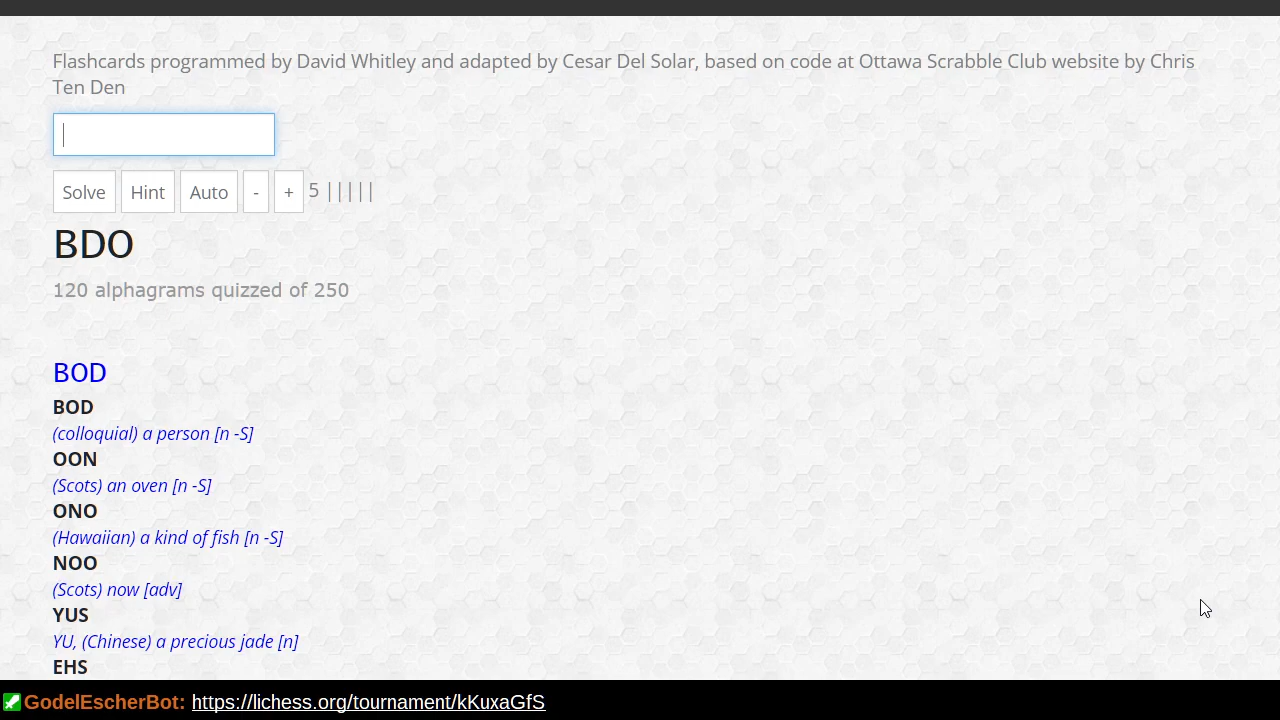 Flashcards programmed by David Whitley and adapted by Cesar Del Solar, based on code at Ottawa Scrabble Club website by Chris
Ten Den
Solve Hint Auto - + 5 |||||
BDO
120 alphagrams quizzed of 250
BOD
BOD
(colloquial) a person [n -S]
OON
(Scots) an oven [n -S]
ONO
(Hawaiian) a kind of fish [n -S]
NOO
(Scots) now [adv]
YUS
YU, (Chinese) a precious jade [n]
EHS
GodelEscherBot: https://lichess.org/tournament/kKuxaGfS